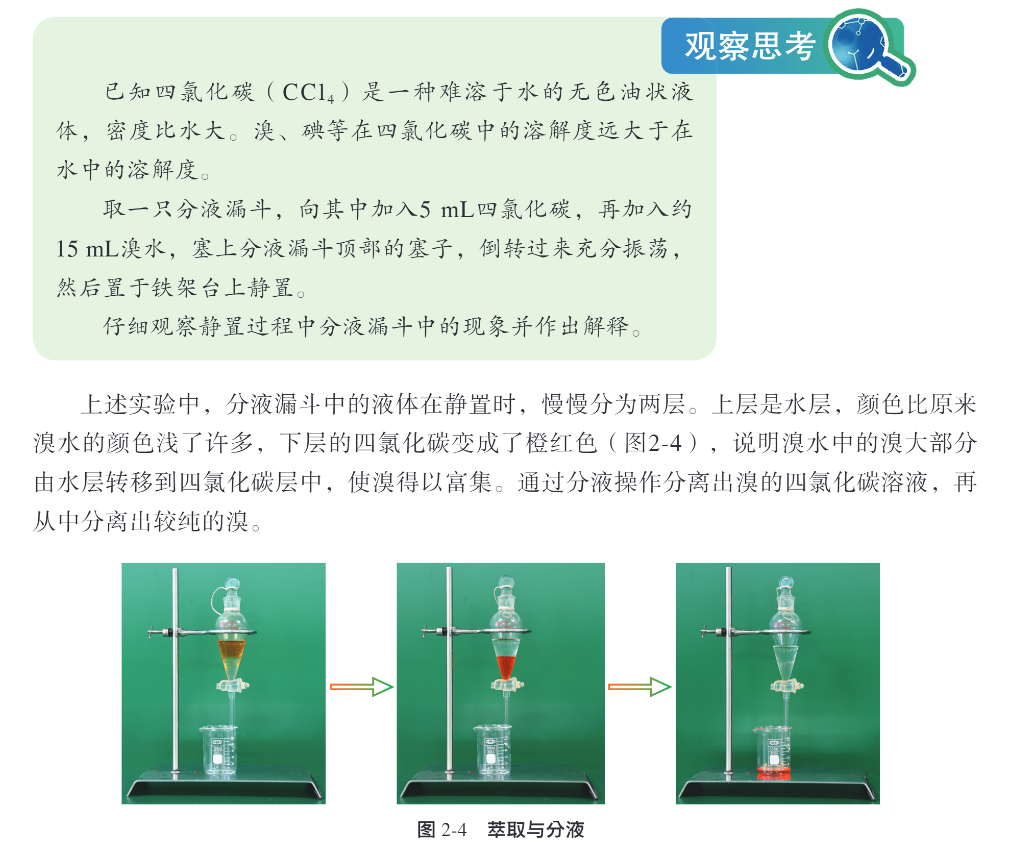 观察思考
已知四氯化碳（CCl₄）是一种难溶于水的无色油状液
体，密度比水大。溴、碘等在四氯化碳中的溶解度远大于在
水中的溶解度。
取一只分液漏斗，向其中加入5 mL四氯化碳，再加入约
15 mL溴水，塞上分液漏斗顶部的塞子，倒转过来充分振荡，
然后置于铁架台上静置。
仔细观察静置过程中分液漏斗中的现象并作出解释。
上述实验中，分液漏斗中的液体在静置时，慢慢分为两层。上层是水层，颜色比原来
溴水的颜色浅了许多，下层的四氯化碳变成了橙红色（图2-4），说明溴水中的溴大部分
由水层转移到四氯化碳层中，使溴得以富集。通过分液操作分离出溴的四氯化碳溶液，再
从中分离出较纯的溴。
图 2-4 萃取与分液